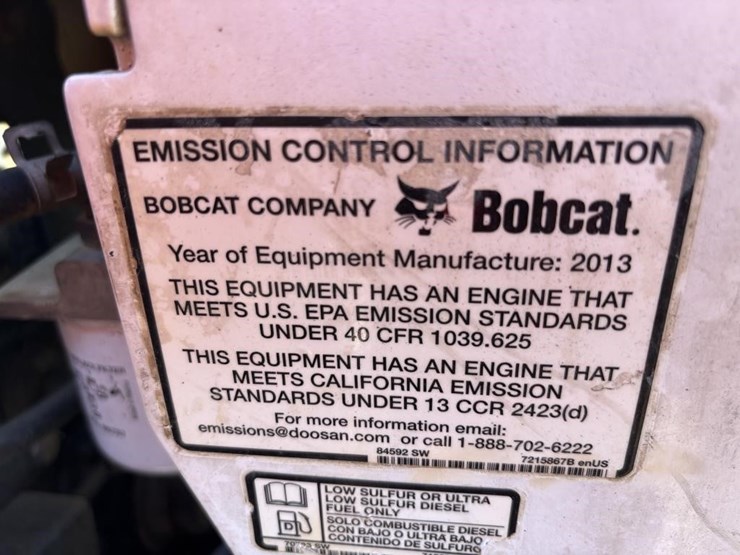 EMISSION CONTROL INFORMATION
BOBCAT COMPANY Bobcat.
Year of Equipment Manufacture: 2013
THIS EQUIPMENT HAS AN ENGINE THAT
MEETS U.S. EPA EMISSION STANDARDS
UNDER 40 CFR 1039.625
THIS EQUIPMENT HAS AN ENGINE THAT
MEETS CALIFORNIA EMISSION
STANDARDS UNDER 13 CCR 2423(d)
For more information email:
emissions@doosan.com or call 1-888-702-6222
84592 SW 7215867B enUS
LOW SULFUR OR ULTRA
LOW SULFUR DIESEL
FUEL ONLY
SOLO COMBUSTIBLE DIESEL
CON BAJO O ULTRA BAJO
CONTENIDO DE SULFURO